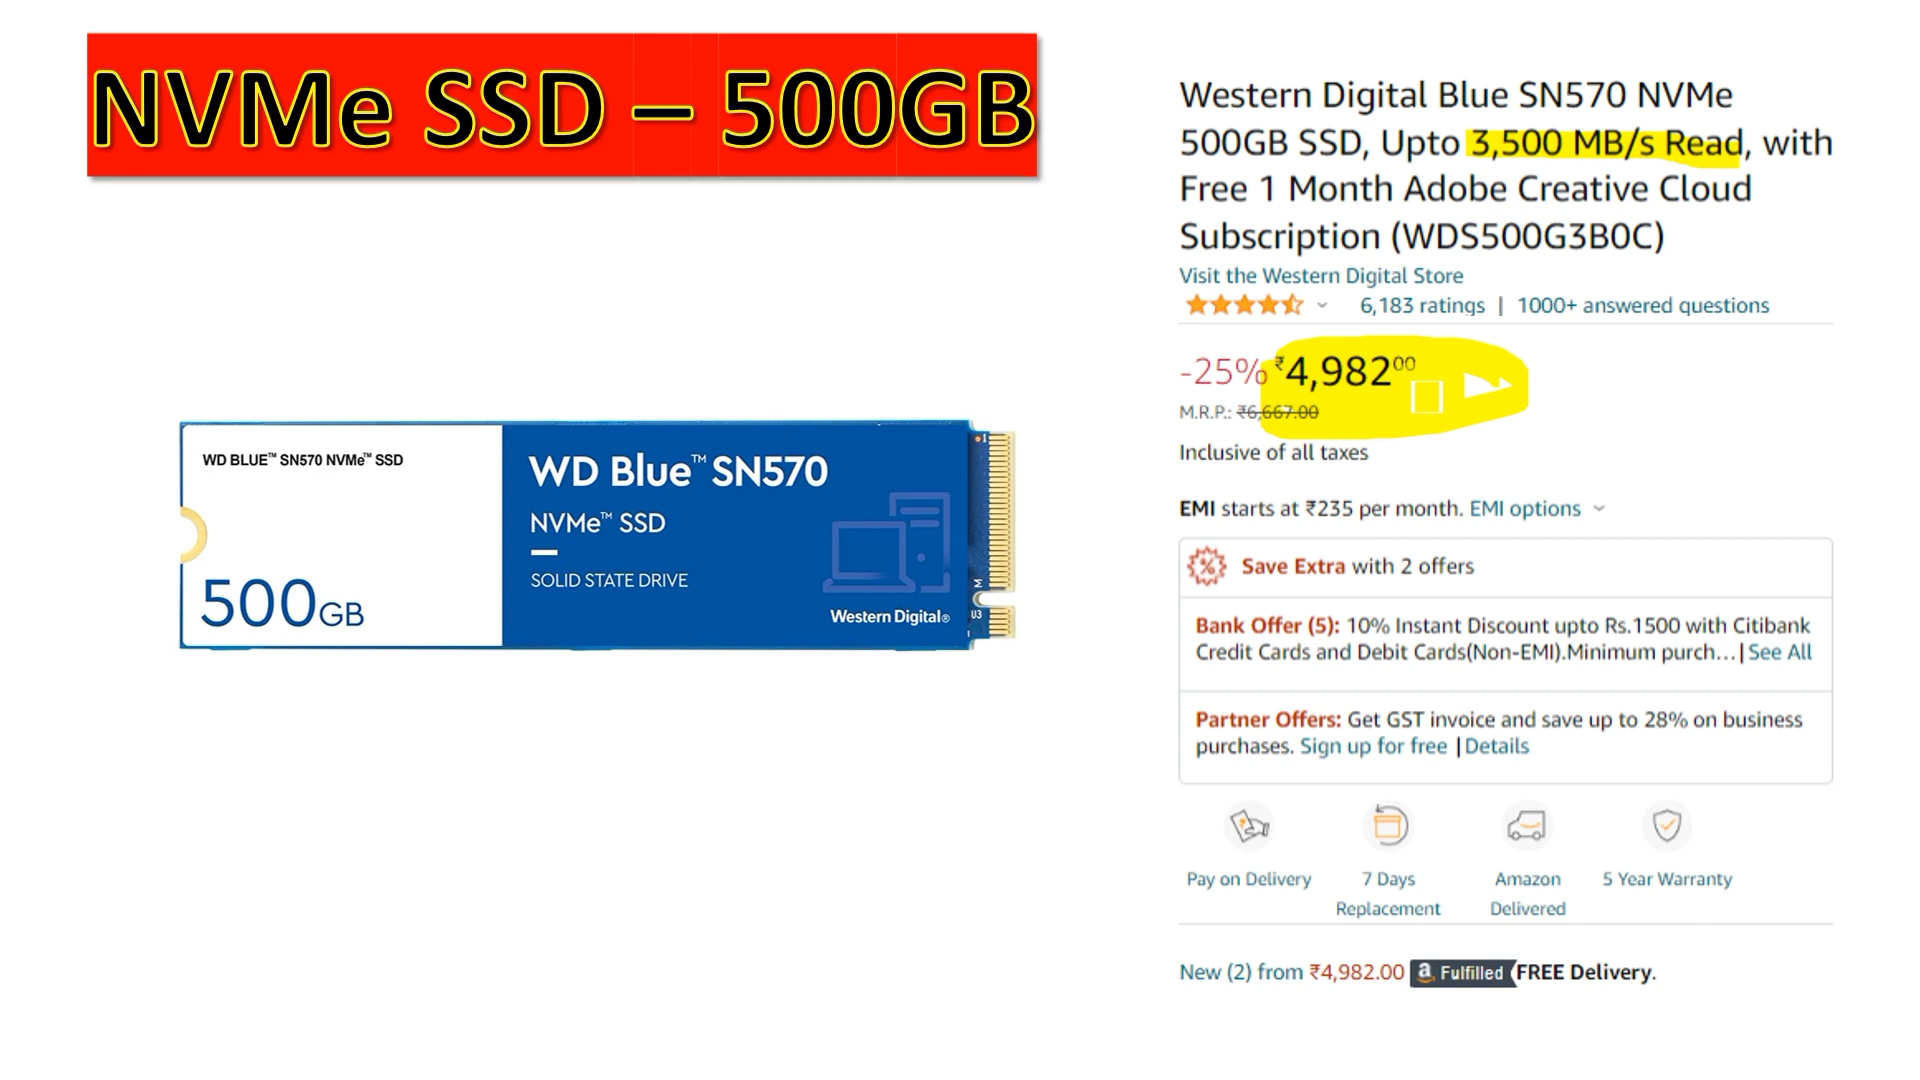 NVMe SSD – 500GB
WD BLUE™ SN570 NVMe™ SSD
500GB
WD Blue™ SN570
NVMe™ SSD
SOLID STATE DRIVE
Western Digital®
1
M
U3
Western Digital Blue SN570 NVMe
500GB SSD, Upto 3,500 MB/s Read, with
Free 1 Month Adobe Creative Cloud
Subscription (WDS500G3B0C)
Visit the Western Digital Store
6,183 ratings | 1000+ answered questions
-25% ₹4,982⁰⁰
M.R.P.: ₹6,667.00
Inclusive of all taxes
EMI starts at ₹235 per month. EMI options
% Save Extra with 2 offers
Bank Offer (5): 10% Instant Discount upto Rs.1500 with Citibank
Credit Cards and Debit Cards(Non-EMI).Minimum purch... | See All
Partner Offers: Get GST invoice and save up to 28% on business
purchases. Sign up for free | Details
Pay on Delivery
7 Days
Replacement
Amazon
Delivered
5 Year Warranty
New (2) from ₹4,982.00 a Fulfilled FREE Delivery.